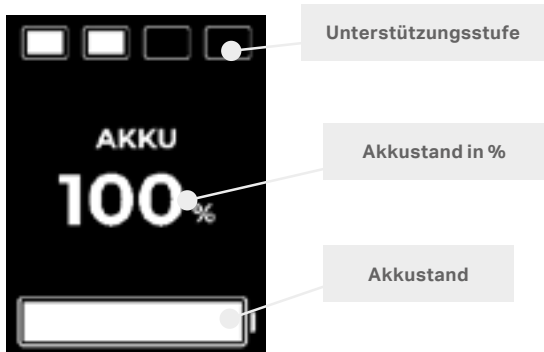 Unterstützungsstufe
AKKU
100%
Akkustand in %
Akkustand